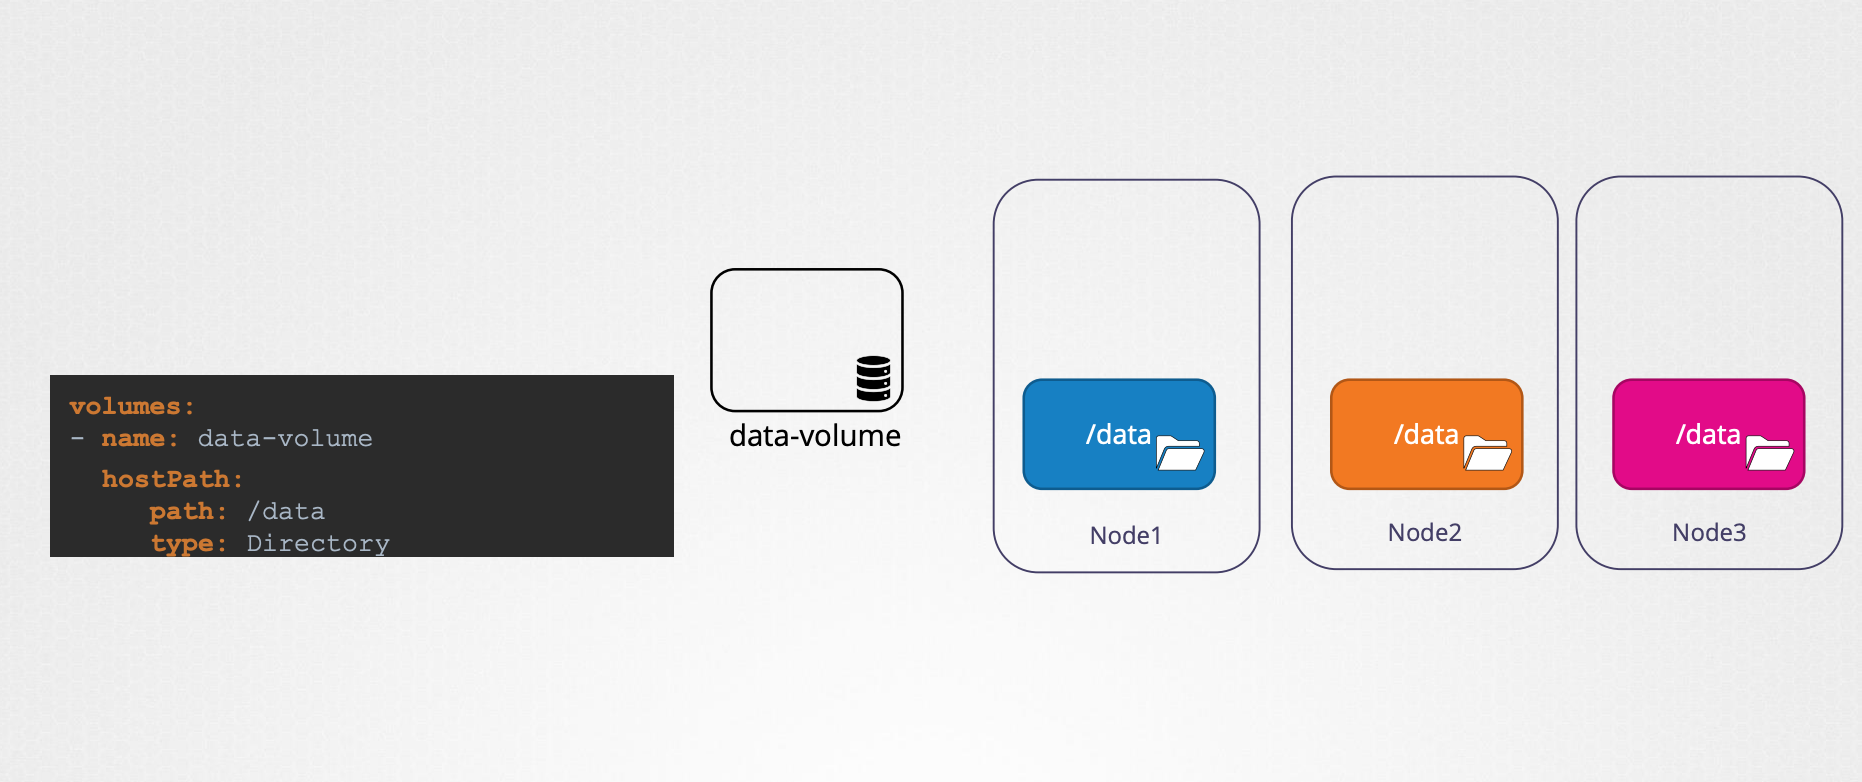 volumes:
- name: data-volume
hostPath:
path: /data
type: Directory
data-volume
/data
Node1
/data
Node2
/data
Node3